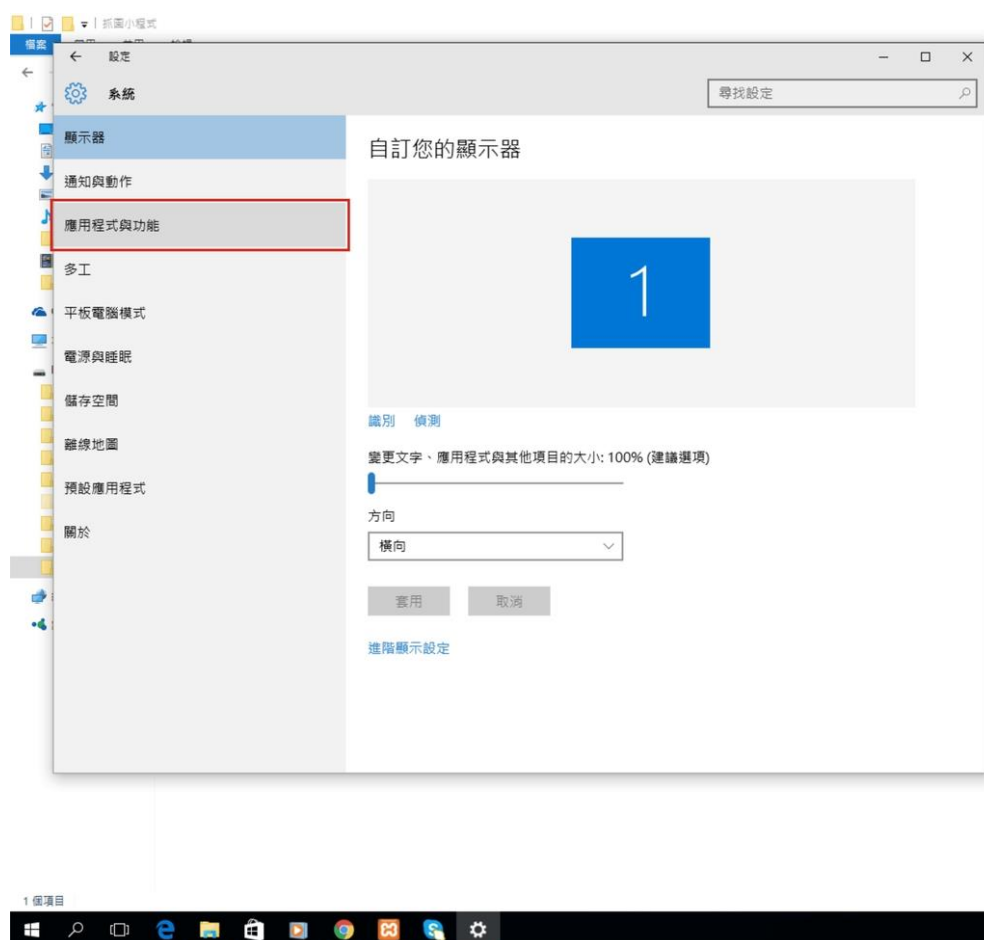 抓圖小程式
檔案
設定
系統
尋找設定
顯示器
通知與動作
應用程式與功能
多工
平板電腦模式
電源與睡眠
儲存空間
離線地圖
預設應用程式
關於
自訂您的顯示器
1
識別 偵測
變更文字、應用程式與其他項目的大小: 100% (建議選項)
方向
橫向
套用 取消
進階顯示設定
1 個項目